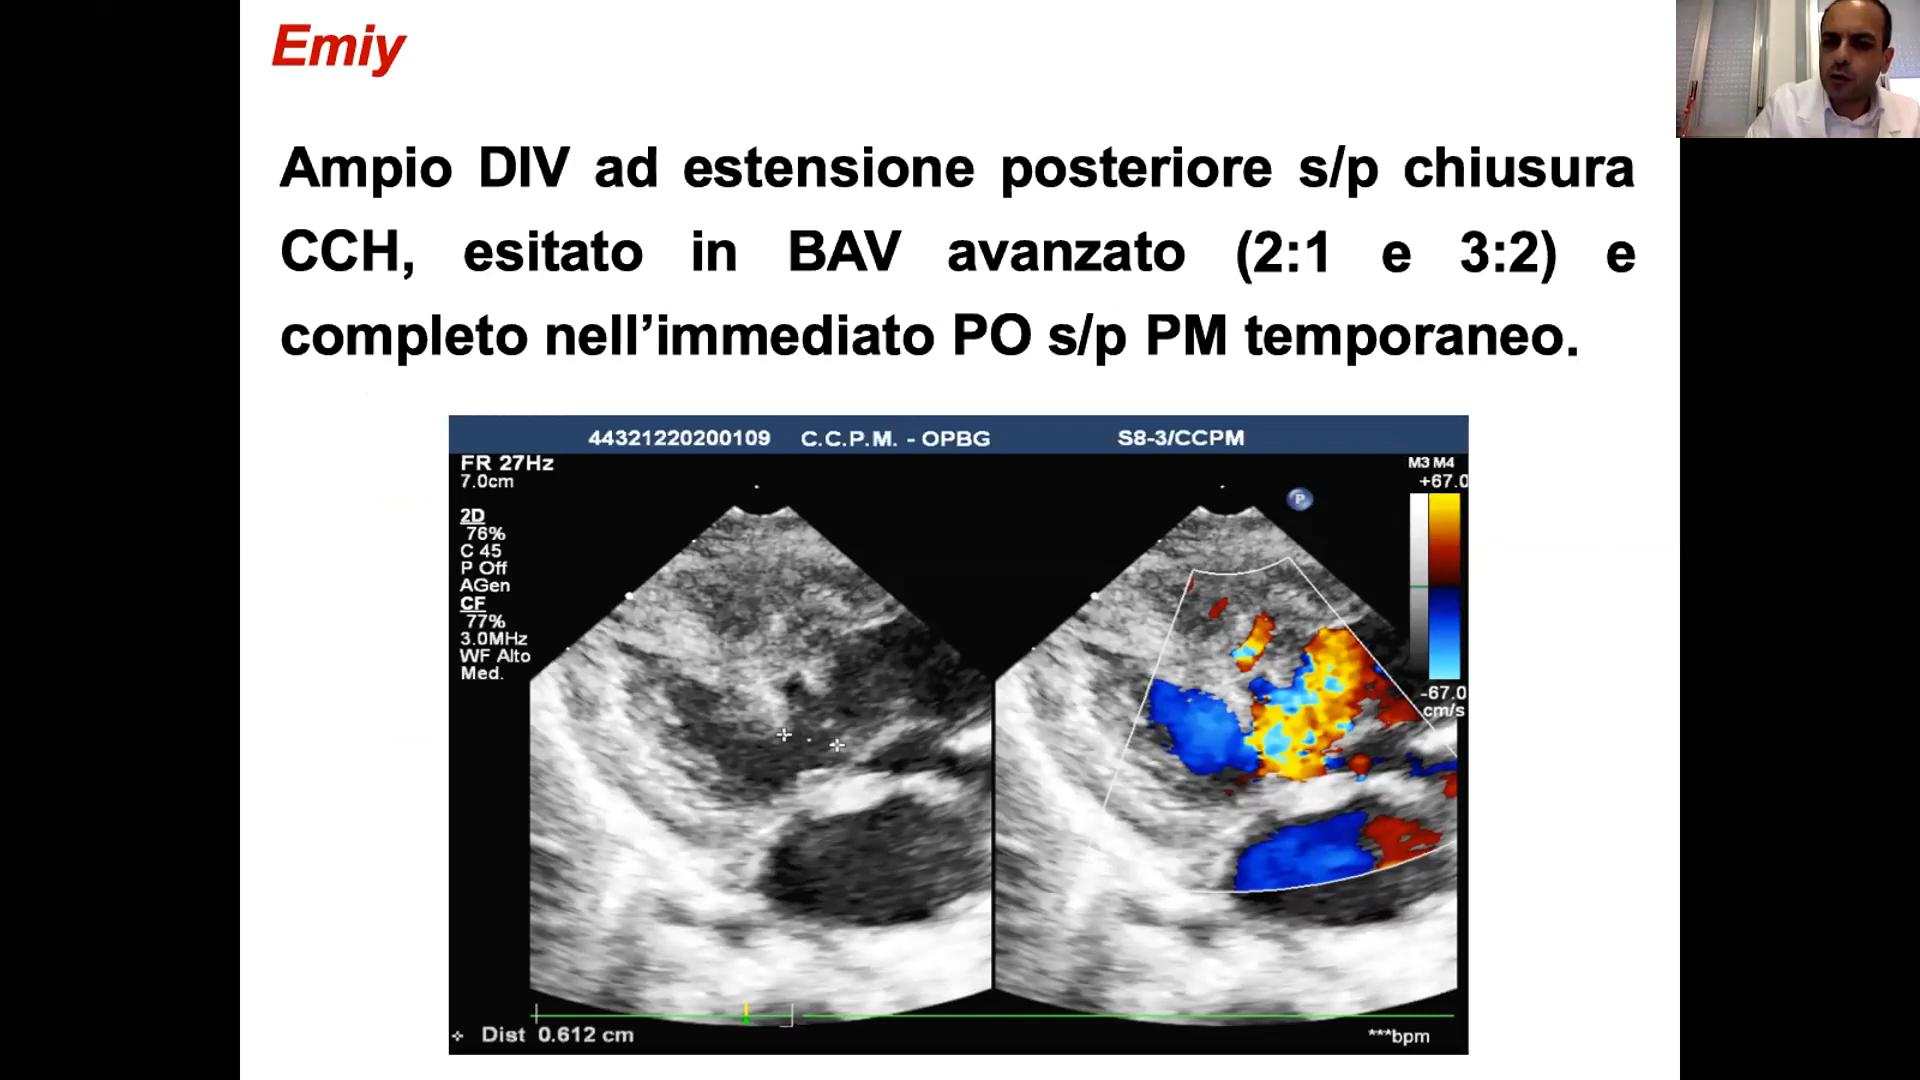 Emiy
Ampio DIV ad estensione posteriore s/p chiusura
CCH, esitato in BAV avanzato (2:1 e 3:2) e
completo nell’immediato PO s/p PM temporaneo.
44321220200109 C.C.P.M. - OPBG S8-3/CCPM
FR 27Hz
7.0cm
2D
76%
C 45
P Off
AGen
CF
77%
3.0MHz
WF Alto
Med.
P
M3 M4
+67.0
-67.0
cm/s
Dist 0.612 cm
***bpm